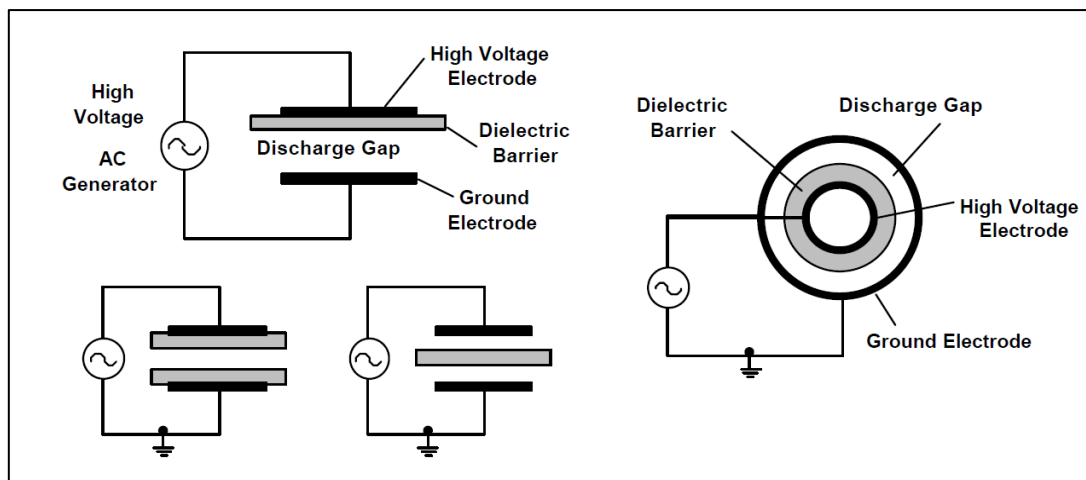 High Voltage
Electrode
High
Voltage
AC
Generator
Dielectric
Barrier
Discharge Gap
Ground
Electrode
Dielectric
Barrier
Discharge Gap
High Voltage
Electrode
Ground Electrode